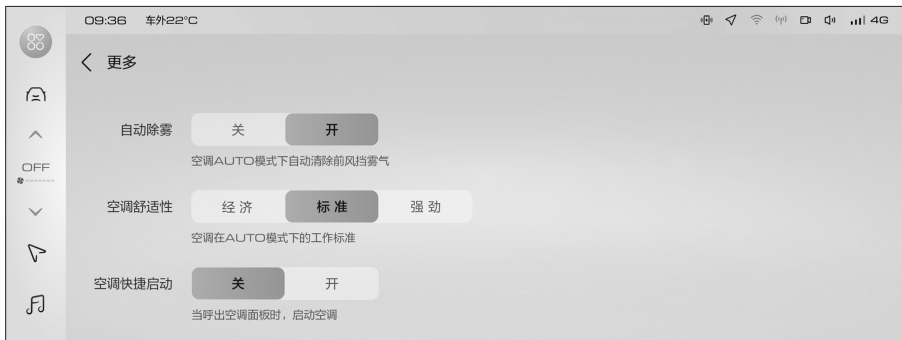 09:36 车外22°C 4G
更多
自动除雾 关 开
空调AUTO模式下自动清除前风挡雾气
OFF
空调舒适性 经济 标准 强劲
空调在AUTO模式下的工作标准
空调快捷启动 关 开
当呼出空调面板时，启动空调